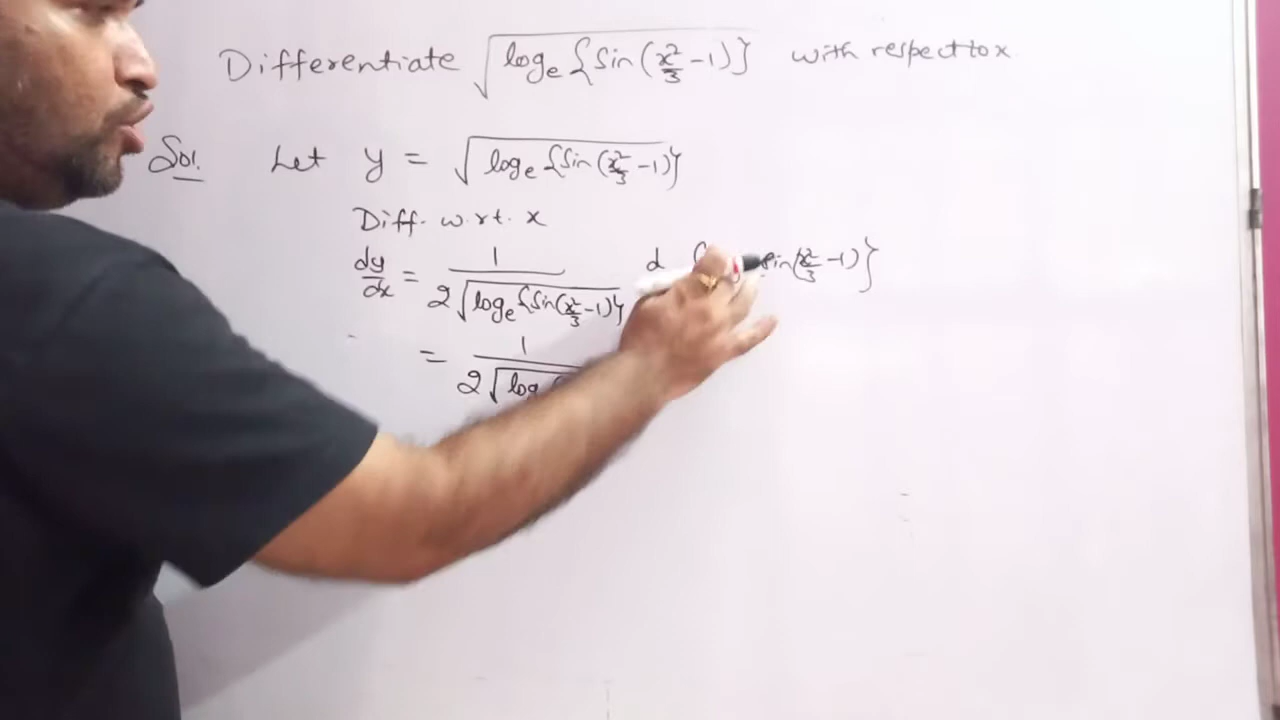 Differentiate √(logₑ{sin(x²/3 -1)}) with respect to x
Sol. Let y = √(logₑ{sin(x²/3 -1)})
Diff. w.r.t. x
dy/dx = 1/(2√(logₑ{sin(x²/3 -1)})) d sin(x²/3 -1)}
= 1/(2√(log